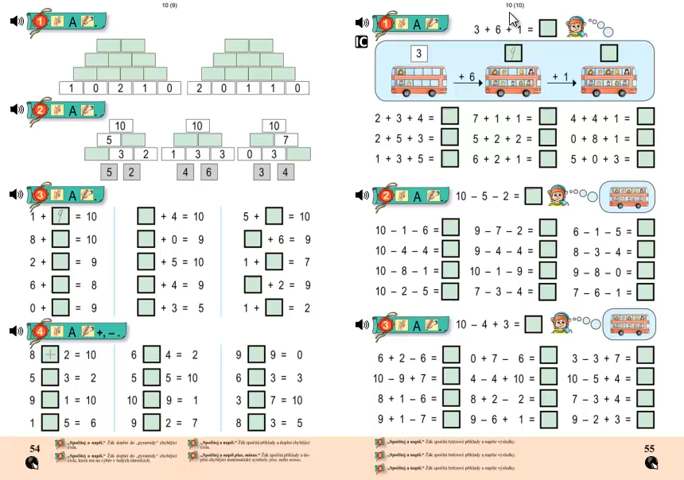 10 (9)
1 A
1 0 2 1 0
2 0 1 1 0
2 A
10
5
3 2
5 2
10
1 3 3
4 6
10
7
0 3
3 4
3 A
1 + 9 = 10
8 + = 10
2 + = 9
6 + = 8
0 + = 9
+ 4 = 10
+ 0 = 9
+ 5 = 10
+ 4 = 9
+ 3 = 5
5 + = 10
+ 6 = 9
1 + = 7
+ 2 = 9
1 + = 2
4 A +, – .
8 + 2 = 10
5 3 = 2
9 1 = 10
1 5 = 6
6 4 = 2
5 5 = 10
10 9 = 1
9 2 = 7
9 9 = 0
6 3 = 3
3 7 = 10
8 3 = 5
54
10 (10)
1 A
3 + 6 + 1 =
3
+ 6
9
+ 1
2 + 3 + 4 =
2 + 5 + 3 =
1 + 3 + 5 =
7 + 1 + 1 =
5 + 2 + 2 =
6 + 2 + 1 =
4 + 4 + 1 =
0 + 8 + 1 =
5 + 0 + 3 =
2 A
10 – 5 – 2 =
10 – 1 – 6 =
10 – 4 – 4 =
10 – 8 – 1 =
10 – 2 – 5 =
9 – 7 – 2 =
9 – 4 – 4 =
10 – 1 – 9 =
7 – 3 – 4 =
6 – 1 – 5 =
8 – 3 – 4 =
9 – 8 – 0 =
7 – 6 – 1 =
3 A
10 – 4 + 3 =
6 + 2 – 6 =
10 – 9 + 7 =
8 + 1 – 6 =
9 + 1 – 7 =
0 + 7 – 6 =
4 – 4 + 10 =
8 + 2 – 2 =
9 – 6 + 1 =
3 – 3 + 7 =
10 – 5 + 4 =
7 – 3 + 4 =
9 – 2 + 3 =
55